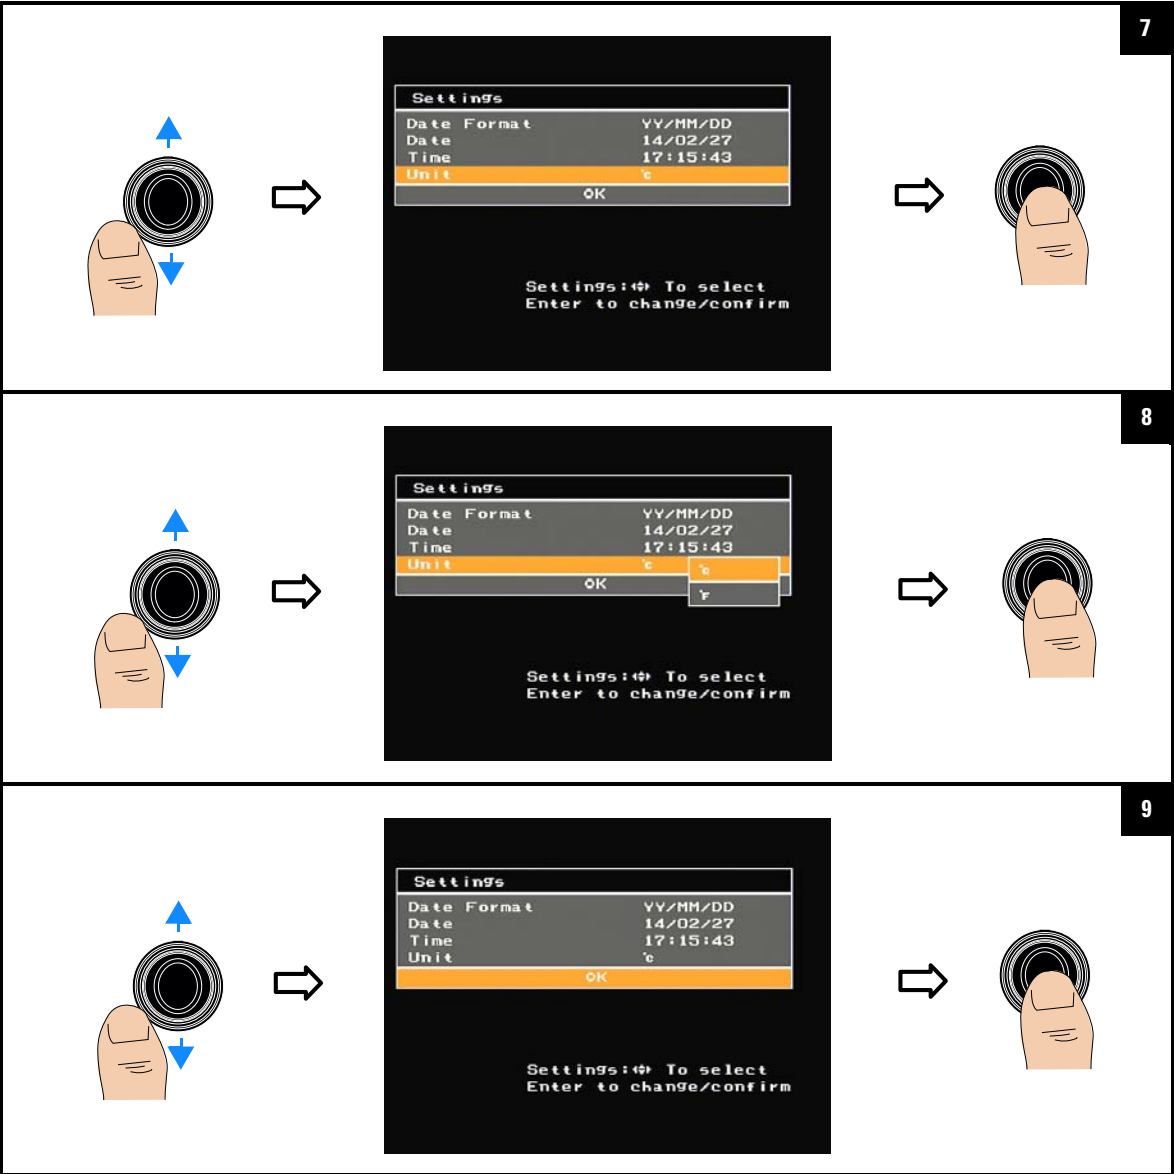 7
Settings
Date Format YY/MM/DD
Date 14/02/27
Time 17:15:43
Unit °C
OK
Settings: To select
Enter to change/confirm
8
Settings
Date Format YY/MM/DD
Date 14/02/27
Time 17:15:43
Unit °C °C
OK °F
Settings: To select
Enter to change/confirm
9
Settings
Date Format YY/MM/DD
Date 14/02/27
Time 17:15:43
Unit °C
OK
Settings: To select
Enter to change/confirm